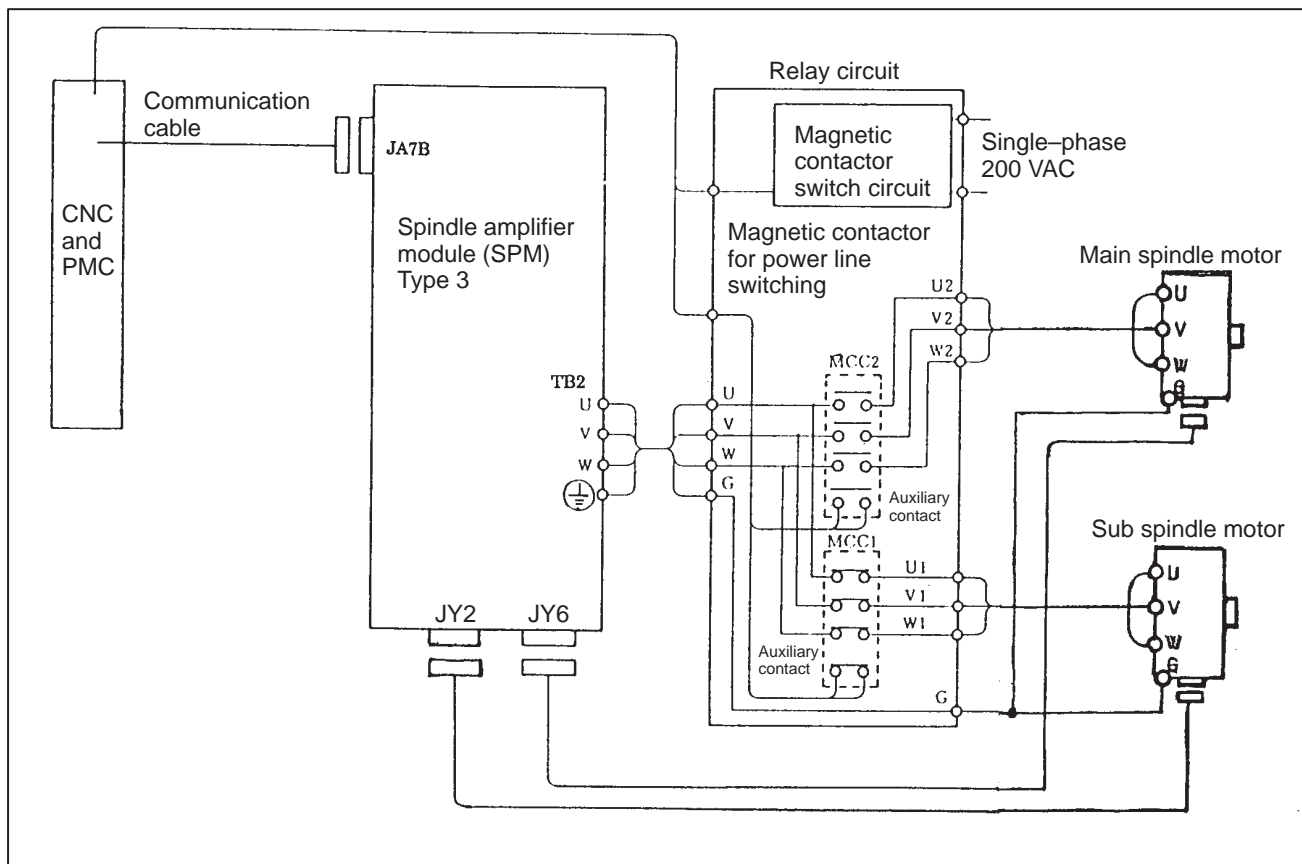 Relay circuit
Communication
cable
Magnetic
contactor
switch circuit
Single–phase
200 VAC
JA7B
CNC
and
PMC
Spindle amplifier
module (SPM)
Type 3
Magnetic contactor
for power line
switching
Main spindle motor
U2
V2
W2
U
V
W
G
MCC2
TB2
U
V
W
U
V
W
G
Auxiliary
contact
MCC1
Sub spindle motor
U1
V1
W1
U
V
W
G
Auxiliary
contact
G
JY2
JY6